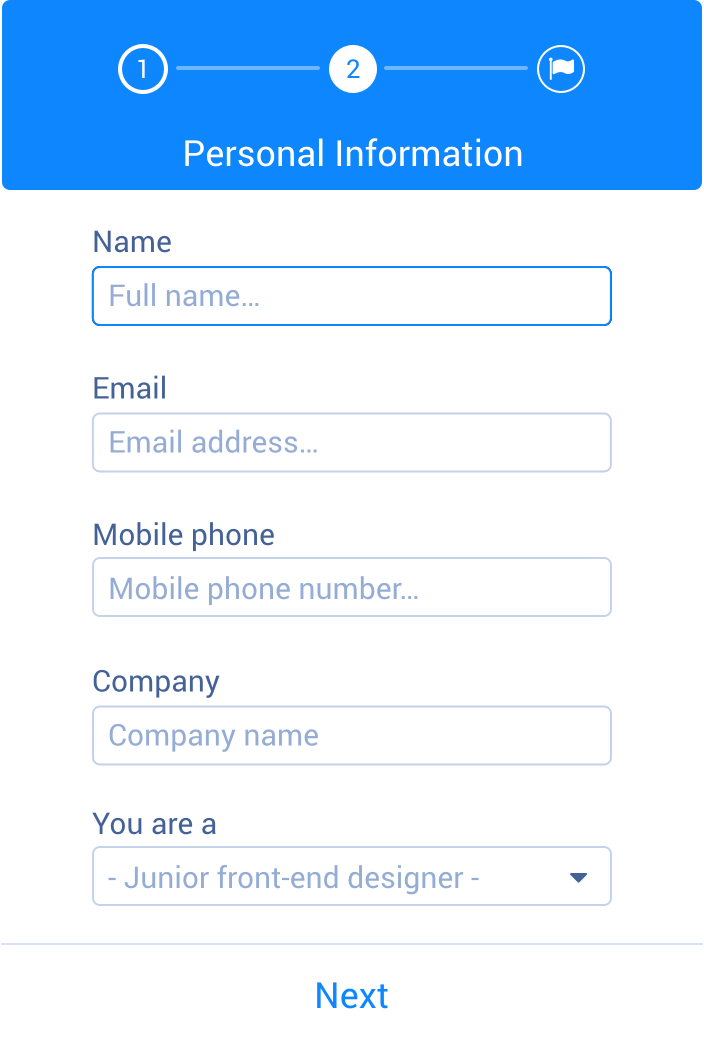 1 2
Personal Information
Name
Full name...
Email
Email address...
Mobile phone
Mobile phone number...
Company
Company name
You are a
- Junior front-end designer -
Next